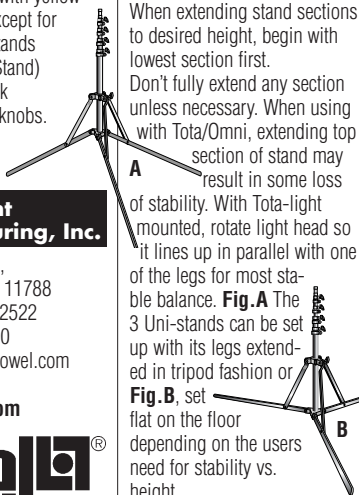 with yellow
except for
tands
Stand)
k
knobs.
A
nt
uring, Inc.
,
11788
2522
0
owel.com
om
®
When extending stand sections
to desired height, begin with
lowest section first.
Don't fully extend any section
unless necessary. When using
with Tota/Omni, extending top
section of stand may
result in some loss
of stability. With Tota-light
mounted, rotate light head so
it lines up in parallel with one
of the legs for most sta-
ble balance. Fig.A The
3 Uni-stands can be set
up with its legs extend-
ed in tripod fashion or
Fig.B, set
flat on the floor
depending on the users
need for stability vs.
height
B